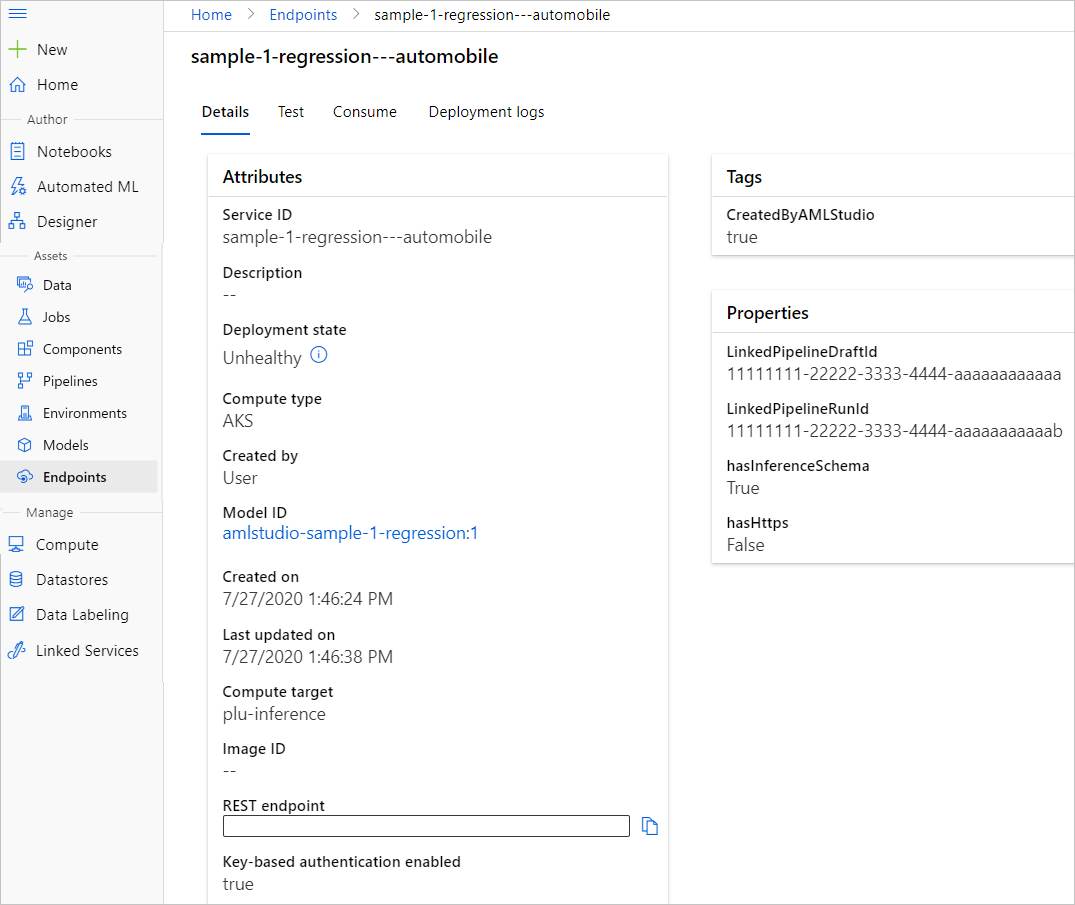 Home > Endpoints > sample-1-regression---automobile
New
Home
Author
Notebooks
Automated ML
Designer
Assets
Data
Jobs
Components
Pipelines
Environments
Models
Endpoints
Manage
Compute
Datastores
Data Labeling
Linked Services
sample-1-regression---automobile
Details Test Consume Deployment logs
Attributes
Service ID
sample-1-regression---automobile
Description
--
Deployment state
Unhealthy
Compute type
AKS
Created by
User
Model ID
amlstudio-sample-1-regression:1
Created on
7/27/2020 1:46:24 PM
Last updated on
7/27/2020 1:46:38 PM
Compute target
plu-inference
Image ID
--
REST endpoint
Key-based authentication enabled
true
Tags
CreatedByAMLStudio
true
Properties
LinkedPipelineDraftId
11111111-22222-3333-4444-aaaaaaaaaaaa
LinkedPipelineRunId
11111111-22222-3333-4444-aaaaaaaaaaab
hasInferenceSchema
True
hasHttps
False